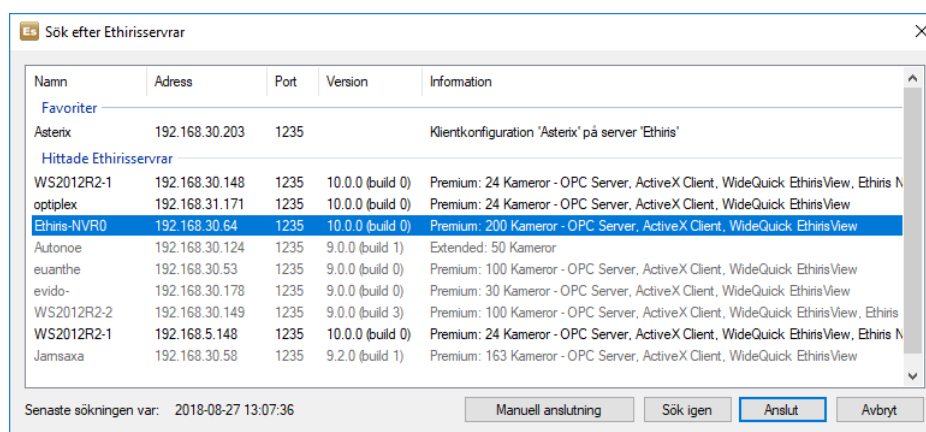 Es Sök efter Ethirisservrar
Namn Adress Port Version Information
Favoriter
Asterix 192.168.30.203 1235 Klientkonfiguration 'Asterix' på server 'Ethiris'
Hittade Ethirisservrar
WS2012R2-1 192.168.30.148 1235 10.0.0 (build 0) Premium: 24 Kameror - OPC Server, ActiveX Client, WideQuick EthirisView, Ethiris N
optiplex 192.168.31.171 1235 10.0.0 (build 0) Premium: 24 Kameror - OPC Server, ActiveX Client, WideQuick EthirisView
Ethiris-NVR0 192.168.30.64 1235 10.0.0 (build 0) Premium: 200 Kameror - OPC Server, ActiveX Client, WideQuick EthirisView
Autonoe 192.168.30.124 1235 9.0.0 (build 1) Extended: 50 Kameror
euanthe 192.168.30.53 1235 9.0.0 (build 0) Premium: 100 Kameror - OPC Server, ActiveX Client, WideQuick EthirisView
evido- 192.168.30.178 1235 9.0.0 (build 0) Premium: 30 Kameror - OPC Server, ActiveX Client, WideQuick EthirisView
WS2012R2-2 192.168.30.149 1235 9.0.0 (build 3) Premium: 100 Kameror - OPC Server, ActiveX Client, WideQuick EthirisView, Ethiris
WS2012R2-1 192.168.5.148 1235 10.0.0 (build 0) Premium: 24 Kameror - OPC Server, ActiveX Client, WideQuick EthirisView, Ethiris N
Jarnsaxa 192.168.30.58 1235 9.2.0 (build 1) Premium: 163 Kameror - OPC Server, ActiveX Client, WideQuick EthirisView
Senaste sökningen var: 2018-08-27 13:07:36 Manuell anslutning Sök igen Anslut Avbryt